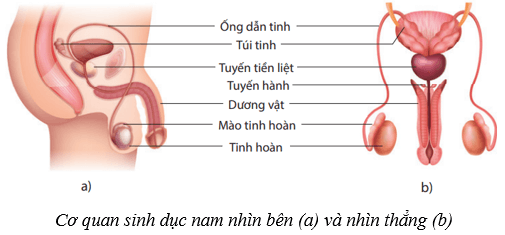 Ống dẫn tinh
Túi tinh
Tuyến tiền liệt
Tuyến hành
Dương vật
Mào tinh hoàn
Tinh hoàn
a)
b)
Cơ quan sinh dục nam nhìn bên (a) và nhìn thẳng (b)